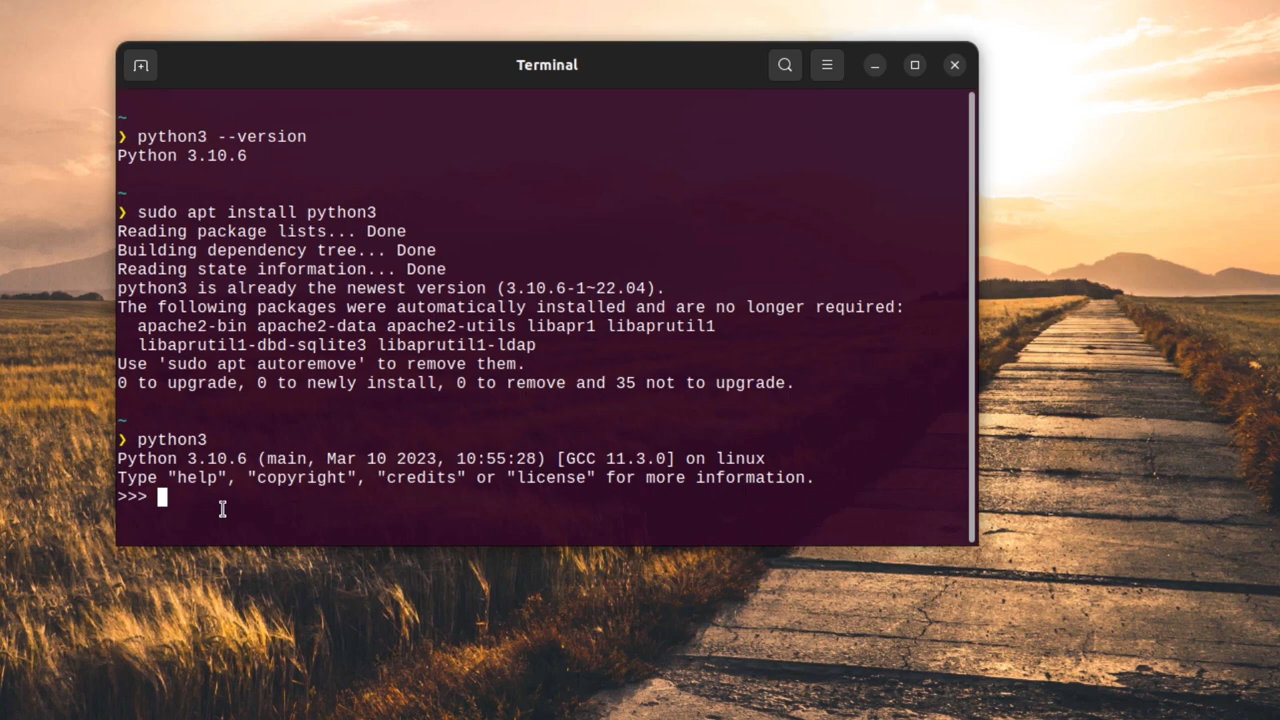 Terminal
~
❯ python3 --version
Python 3.10.6
~
❯ sudo apt install python3
Reading package lists... Done
Building dependency tree... Done
Reading state information... Done
python3 is already the newest version (3.10.6-1~22.04).
The following packages were automatically installed and are no longer required:
  apache2-bin apache2-data apache2-utils libapr1 libaprutil1
  libaprutil1-dbd-sqlite3 libaprutil1-ldap
Use 'sudo apt autoremove' to remove them.
0 to upgrade, 0 to newly install, 0 to remove and 35 not to upgrade.
~
❯ python3
Python 3.10.6 (main, Mar 10 2023, 10:55:28) [GCC 11.3.0] on linux
Type "help", "copyright", "credits" or "license" for more information.
>>>